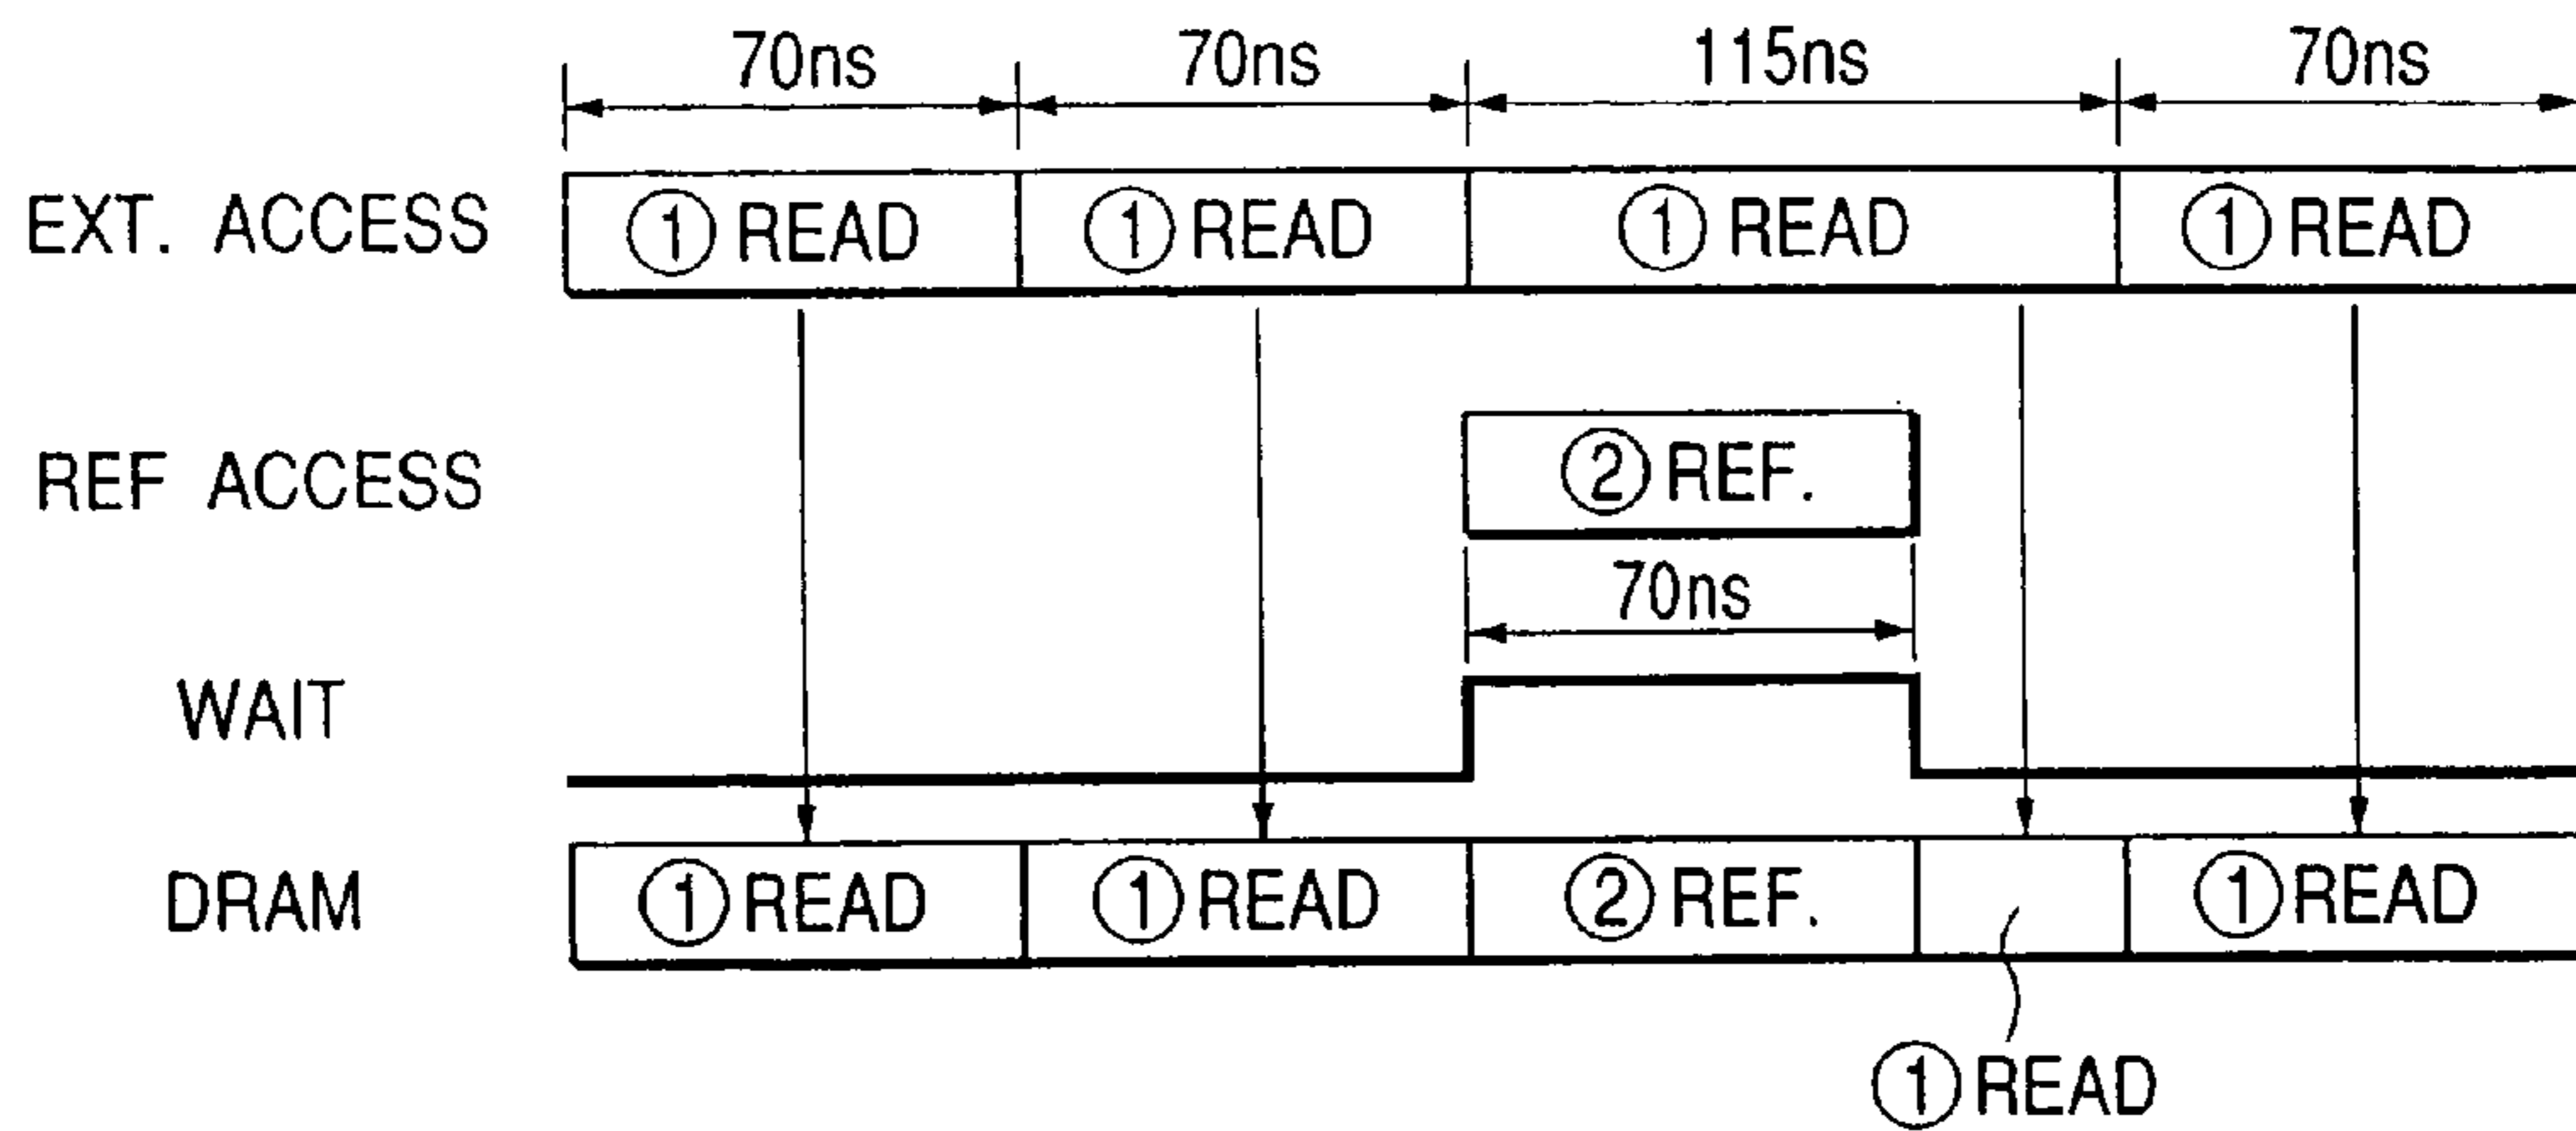 70ns 70ns 115ns 70ns
EXT. ACCESS ① READ ① READ ① READ ① READ
REF ACCESS ② REF.
70ns
WAIT
DRAM ① READ ① READ ② REF. ① READ
① READ